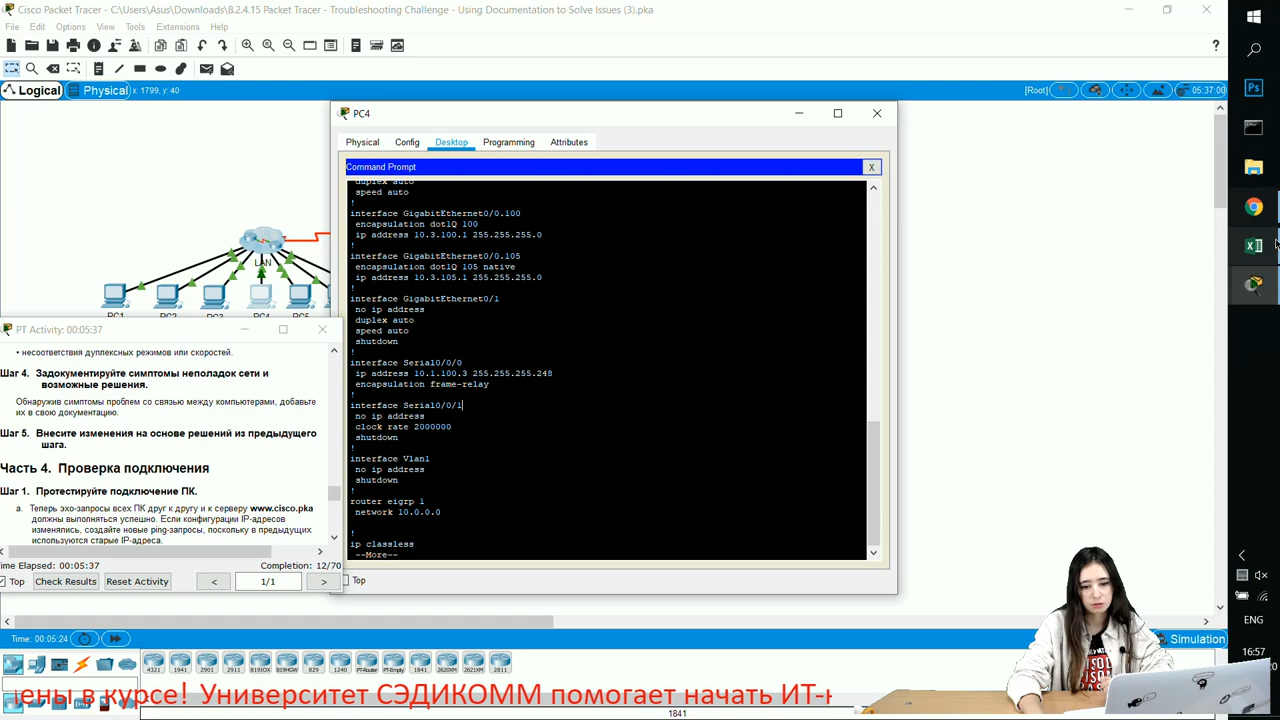 Cisco Packet Tracer - C:\Users\Asus\Downloads\8.2.4.15 Packet Tracer - Troubleshooting Challenge - Using Documentation to Solve Issues (3).pka
File Edit Options View Tools Extensions Help
?
Logical Physical x: 1799, y: 40
[Root] 05:37:00
LAN
PC1 PC2 PC3 PC4 PC5
PT Activity: 00:05:37
• несоответствия дуплексных режимов или скоростей.
Шаг 4. Задокументируйте симптомы неполадок сети и
возможные решения.
Обнаружив симптомы проблем со связью между компьютерами, добавьте
их в свою документацию.
Шаг 5. Внесите изменения на основе решений из предыдущего
шага.
Часть 4. Проверка подключения
Шаг 1. Протестируйте подключение ПК.
a. Теперь эхо-запросы всех ПК друг к другу и к серверу www.cisco.pka
должны выполняться успешно. Если конфигурации IP-адресов
изменялись, создайте новые ping-запросы, поскольку в предыдущих
используются старые IP-адреса.
ime Elapsed: 00:05:37 Completion: 12/70
Top Check Results Reset Activity < 1/1 >
PC4
Physical Config Desktop Programming Attributes
Command Prompt X
duplex auto
speed auto
!
interface GigabitEthernet0/0.100
encapsulation dot1Q 100
ip address 10.3.100.1 255.255.255.0
!
interface GigabitEthernet0/0.105
encapsulation dot1Q 105 native
ip address 10.3.105.1 255.255.255.0
!
interface GigabitEthernet0/1
no ip address
duplex auto
speed auto
shutdown
!
interface Serial0/0/0
ip address 10.1.100.3 255.255.255.248
encapsulation frame-relay
!
interface Serial0/0/1
no ip address
clock rate 2000000
shutdown
!
interface Vlan1
no ip address
shutdown
!
router eigrp 1
network 10.0.0.0
!
ip classless
--More--
Top
Time: 00:05:24 Simulation
4321 1941 2901 2911 819IOX 819HGW 829 1240 PT-Router PT-Empty 1841 2620XM 2621XM 2811
1841
Ps
ENG
16:57
цены в курсе! Университет СЭДИКОММ помогает начать ИТ-к